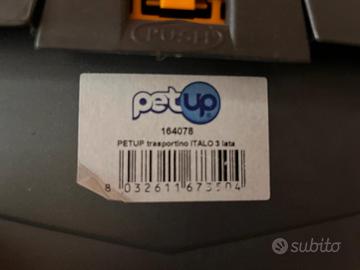 PUSH
petup
164078
PETUP trasportino ITALO 3 lata
8 032611 673504
subito